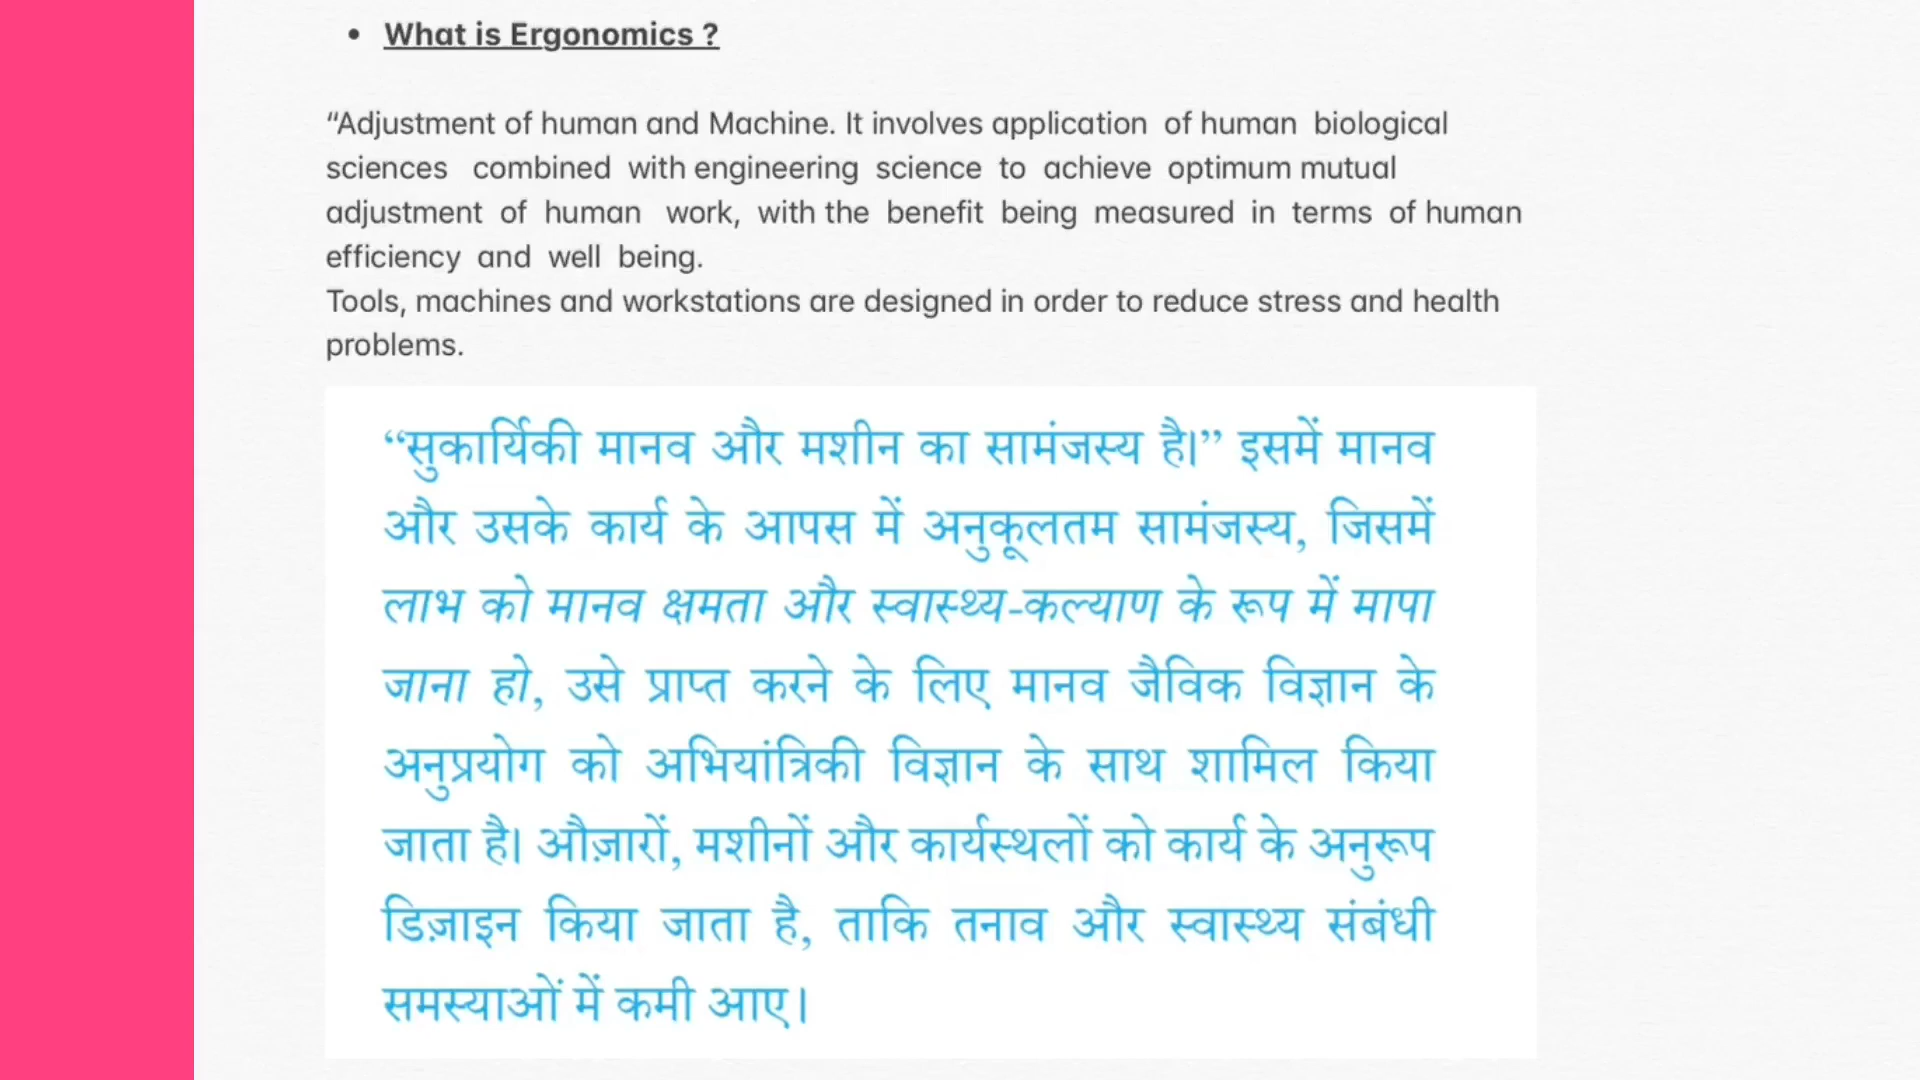 • What is Ergonomics ?
“Adjustment of human and Machine. It involves application of human biological
sciences combined with engineering science to achieve optimum mutual
adjustment of human work, with the benefit being measured in terms of human
efficiency and well being.
Tools, machines and workstations are designed in order to reduce stress and health
problems.
“सुकार्यिकी मानव और मशीन का सामंजस्य है।” इसमें मानव
और उसके कार्य के आपस में अनुकूलतम सामंजस्य, जिसमें
लाभ को मानव क्षमता और स्वास्थ्य-कल्याण के रूप में मापा
जाना हो, उसे प्राप्त करने के लिए मानव जैविक विज्ञान के
अनुप्रयोग को अभियांत्रिकी विज्ञान के साथ शामिल किया
जाता है। औज़ारों, मशीनों और कार्यस्थलों को कार्य के अनुरूप
डिज़ाइन किया जाता है, ताकि तनाव और स्वास्थ्य संबंधी
समस्याओं में कमी आए।